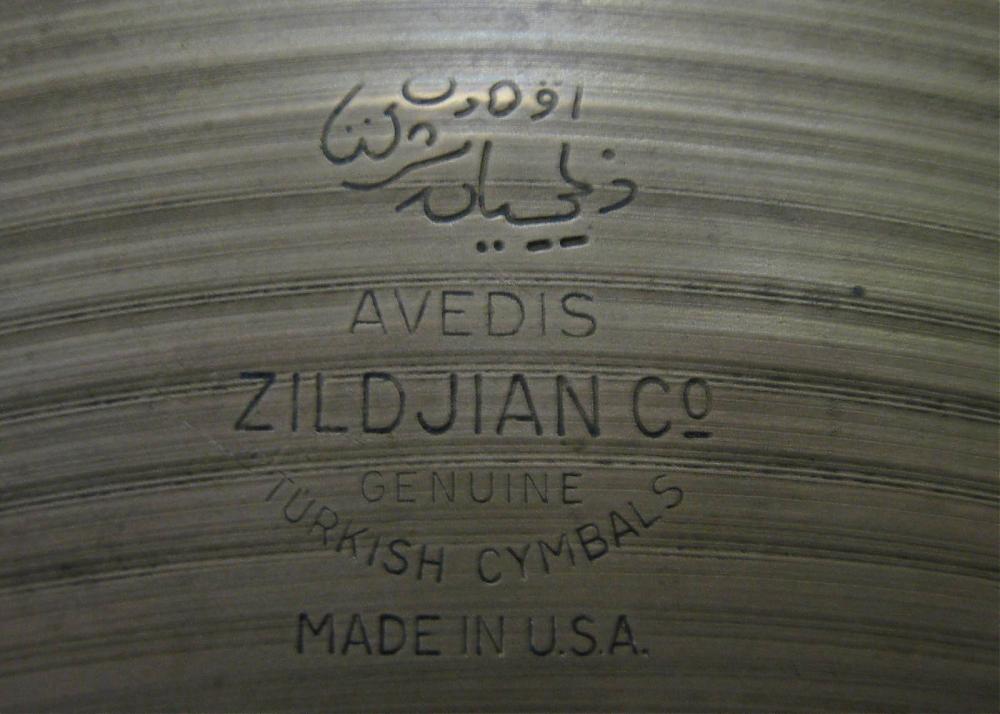 AVEDIS
ZILDJIAN Cº
GENUINE
TURKISH CYMBALS
MADE IN U.S.A.